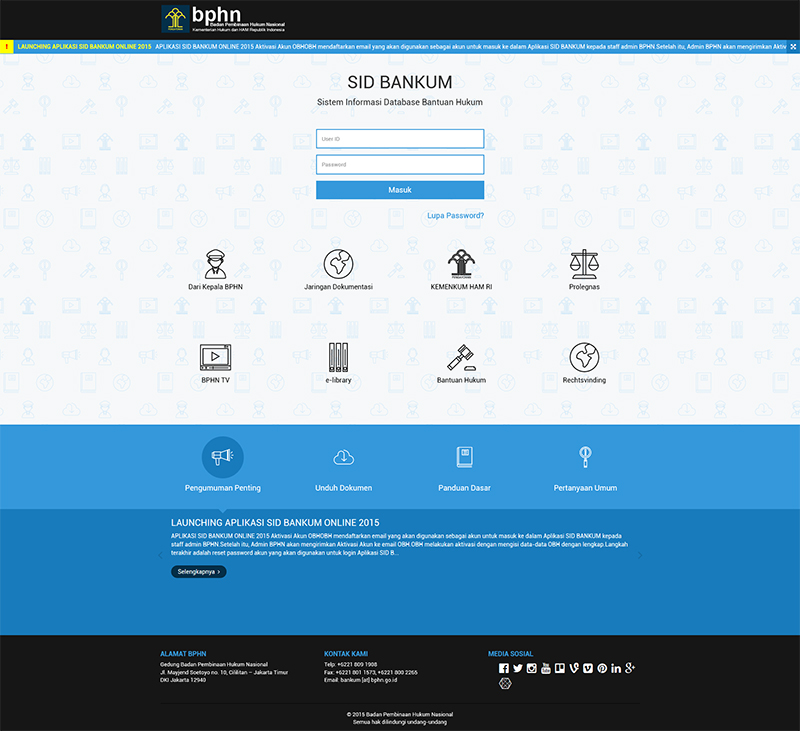 bphn
Badan Pembinaan Hukum Nasional
Kementerian Hukum dan HAM Republik Indonesia
! LAUNCHING APLIKASI SID BANKUM ONLINE 2015 APLIKASI SID BANKUM ONLINE 2015 Aktivasi Akun OBHOBH mendaftarkan email yang akan digunakan sebagai akun untuk masuk ke dalam Aplikasi SID BANKUM kepada staff admin BPHN.Setelah itu, Admin BPHN akan mengirimkan Aktiv
SID BANKUM
Sistem Informasi Database Bantuan Hukum
User ID
Password
Masuk
Lupa Password?
Dari Kepala BPHN
Jaringan Dokumentasi
KEMENKUM HAM RI
Prolegnas
BPHN TV
e-library
Bantuan Hukum
Rechtsvinding
Pengumuman Penting
Unduh Dokumen
Panduan Dasar
Pertanyaan Umum
LAUNCHING APLIKASI SID BANKUM ONLINE 2015
APLIKASI SID BANKUM ONLINE 2015 Aktivasi Akun OBHOBH mendaftarkan email yang akan digunakan sebagai akun untuk masuk ke dalam Aplikasi SID BANKUM kepada
staff admin BPHN.Setelah itu, Admin BPHN akan mengirimkan Aktivasi Akun ke email OBH.OBH melakukan aktivasi dengan mengisi data-data OBH dengan lengkap.Langkah
terakhir adalah reset password akun yang akan digunakan untuk login Aplikasi SID B...
Selengkapnya >
ALAMAT BPHN
Gedung Badan Pembinaan Hukum Nasional
Jl. Mayjend Soetoyo no. 10, Cililitan – Jakarta Timur
DKI Jakarta 12940
KONTAK KAMI
Telp: +6221 809 1908
Fax: +6221 801 1573, +6221 800 2265
Email: bankum [at] bphn.go.id
MEDIA SOSIAL
© 2015 Badan Pembinaan Hukum Nasional
Semua hak dilindungi undang-undang